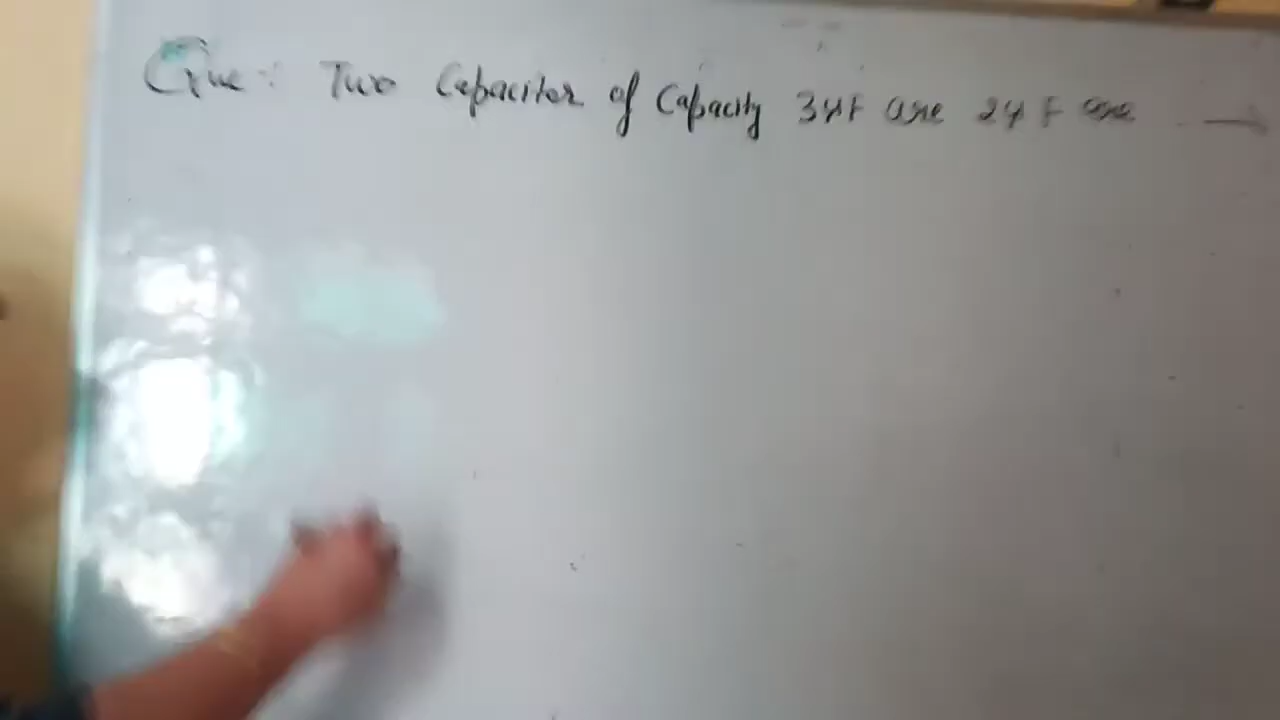 Que: Two Capacitor of Capacity 3μF are 2μF are →